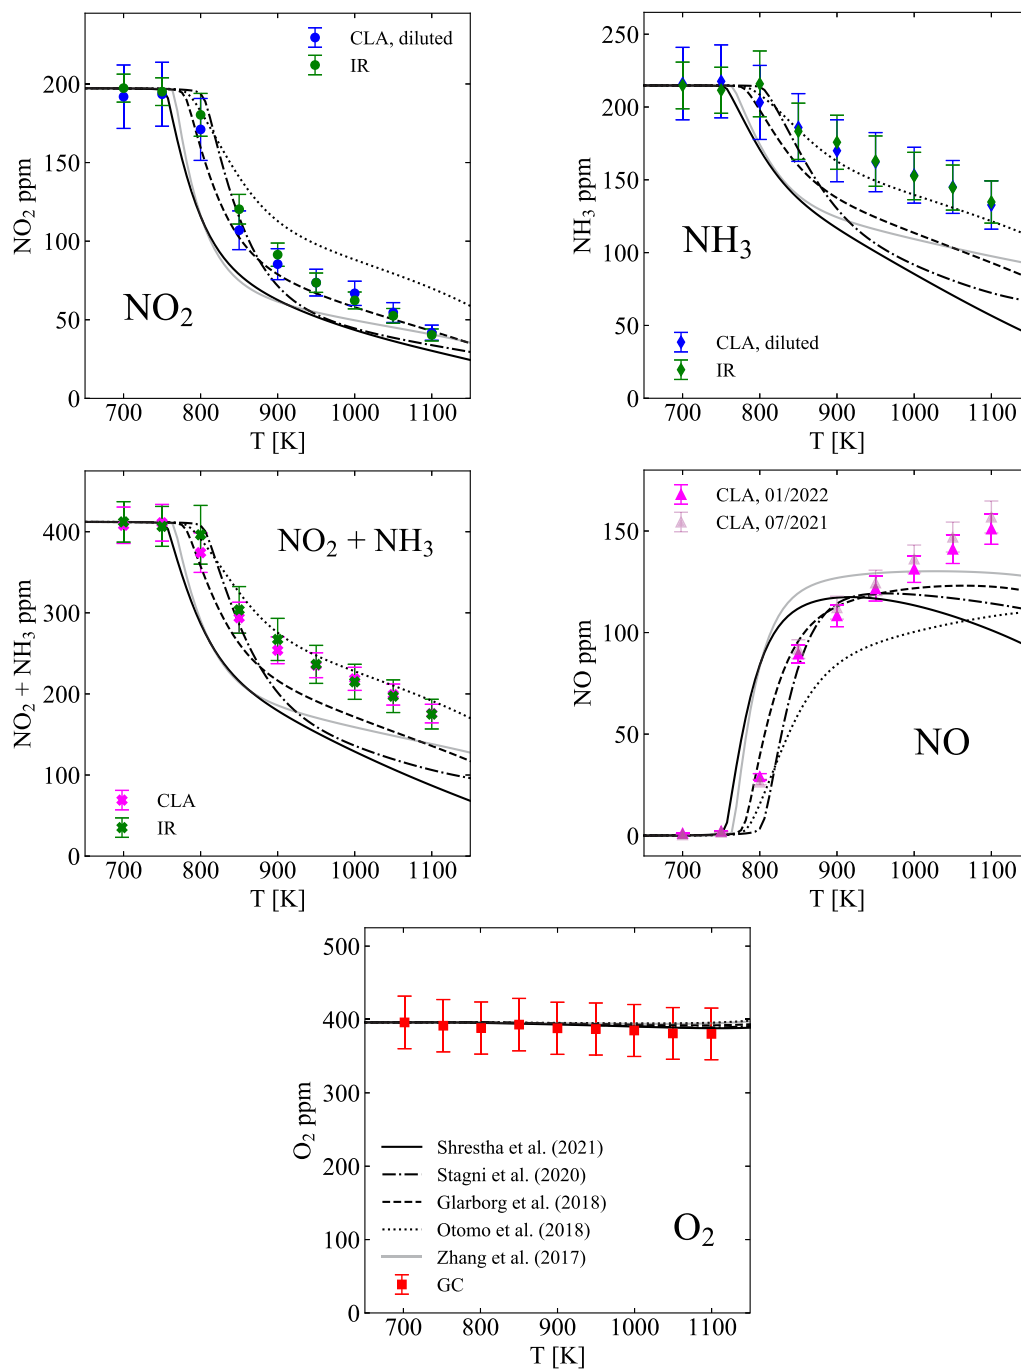 CLA, diluted
IR
200
150
100
50
0
NO₂ ppm
NO₂
700 800 900 1000 1100
T [K]
250
200
150
100
50
0
NH₃ ppm
NH₃
CLA, diluted
IR
700 800 900 1000 1100
T [K]
400
300
200
100
0
NO₂ + NH₃ ppm
NO₂ + NH₃
CLA
IR
700 800 900 1000 1100
T [K]
CLA, 01/2022
CLA, 07/2021
150
100
50
0
NO ppm
NO
700 800 900 1000 1100
T [K]
500
400
300
200
100
0
O₂ ppm
Shrestha et al. (2021)
Stagni et al. (2020)
Glarborg et al. (2018)
Otomo et al. (2018)
Zhang et al. (2017)
GC
O₂
700 800 900 1000 1100
T [K]